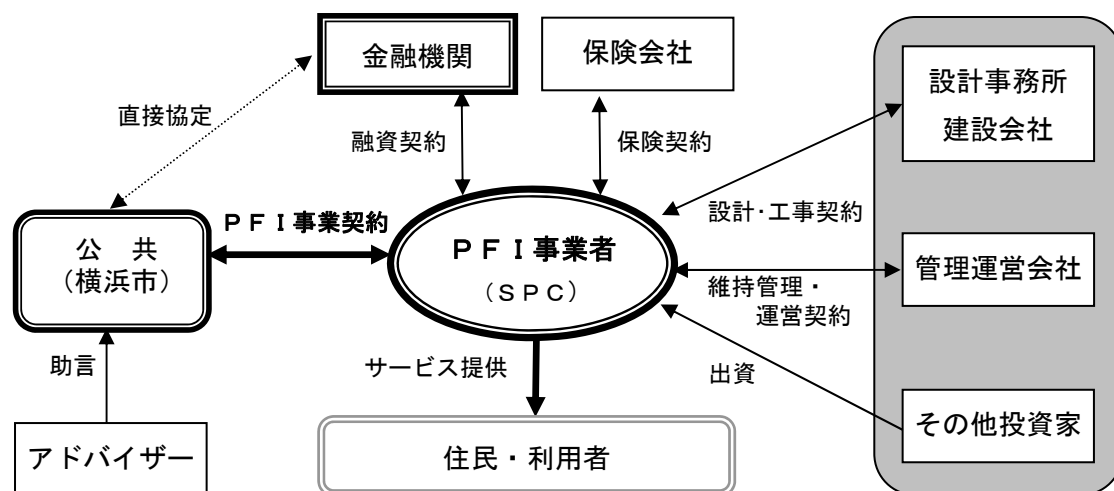 金融機関
保険会社
設計事務所
建設会社
直接協定
融資契約
保険契約
設計・工事契約
公　共
（横浜市）
ＰＦＩ事業契約
ＰＦＩ事業者
（ＳＰＣ）
管理運営会社
維持管理・
運営契約
助言
サービス提供
出資
その他投資家
アドバイザー
住民・利用者